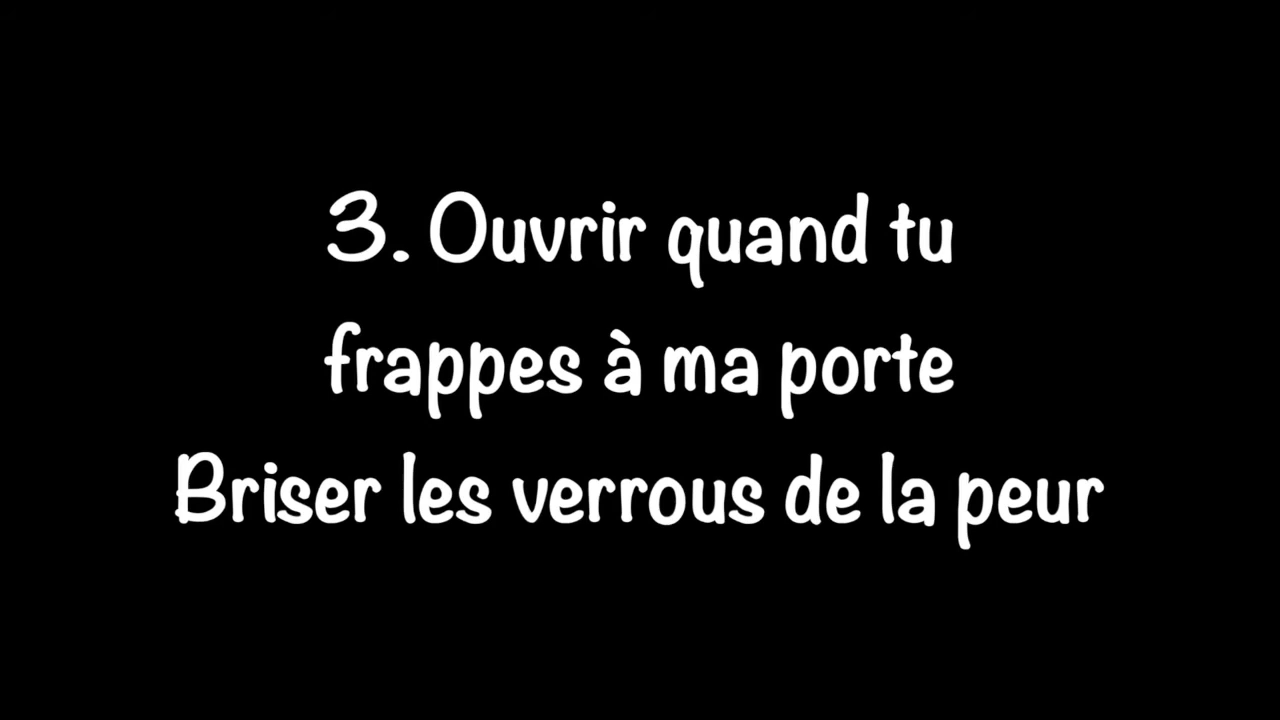 3. Ouvrir quand tu
frappes à ma porte
Briser les verrous de la peur